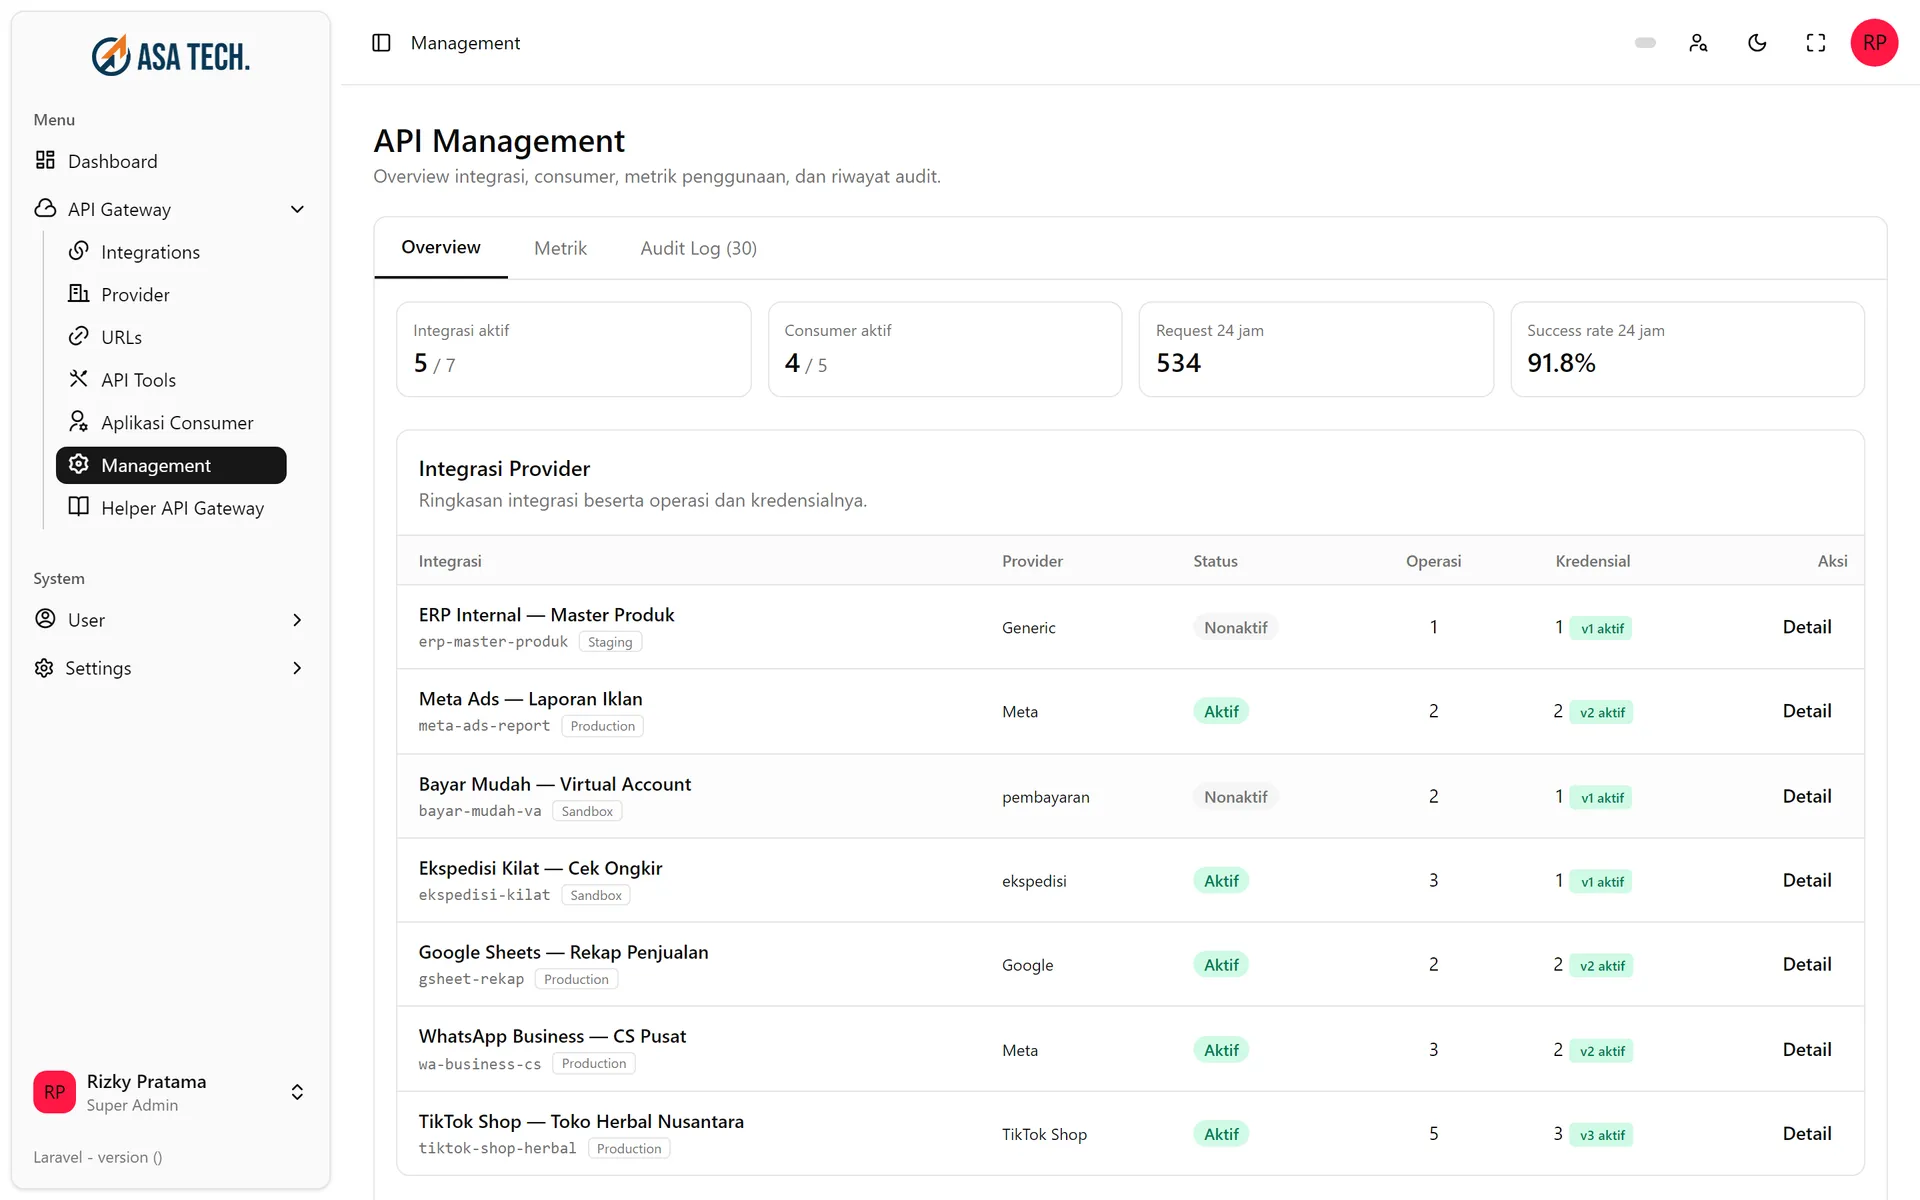 ASA TECH.
Menu
Dashboard
API Gateway
Integrations
Provider
URLs
API Tools
Aplikasi Consumer
Management
Helper API Gateway
System
User
Settings
RP
Rizky Pratama
Super Admin
Laravel - version ()
Management
RP
API Management
Overview integrasi, consumer, metrik penggunaan, dan riwayat audit.
Overview Metrik Audit Log (30)
Integrasi aktif
5 / 7
Consumer aktif
4 / 5
Request 24 jam
534
Success rate 24 jam
91.8%
Integrasi Provider
Ringkasan integrasi beserta operasi dan kredensialnya.
Integrasi Provider Status Operasi Kredensial Aksi
ERP Internal — Master Produk
erp-master-produk Staging
Generic Nonaktif 1 1 v1 aktif Detail
Meta Ads — Laporan Iklan
meta-ads-report Production
Meta Aktif 2 2 v2 aktif Detail
Bayar Mudah — Virtual Account
bayar-mudah-va Sandbox
pembayaran Nonaktif 2 1 v1 aktif Detail
Ekspedisi Kilat — Cek Ongkir
ekspedisi-kilat Sandbox
ekspedisi Aktif 3 1 v1 aktif Detail
Google Sheets — Rekap Penjualan
gsheet-rekap Production
Google Aktif 2 2 v2 aktif Detail
WhatsApp Business — CS Pusat
wa-business-cs Production
Meta Aktif 3 2 v2 aktif Detail
TikTok Shop — Toko Herbal Nusantara
tiktok-shop-herbal Production
TikTok Shop Aktif 5 3 v3 aktif Detail